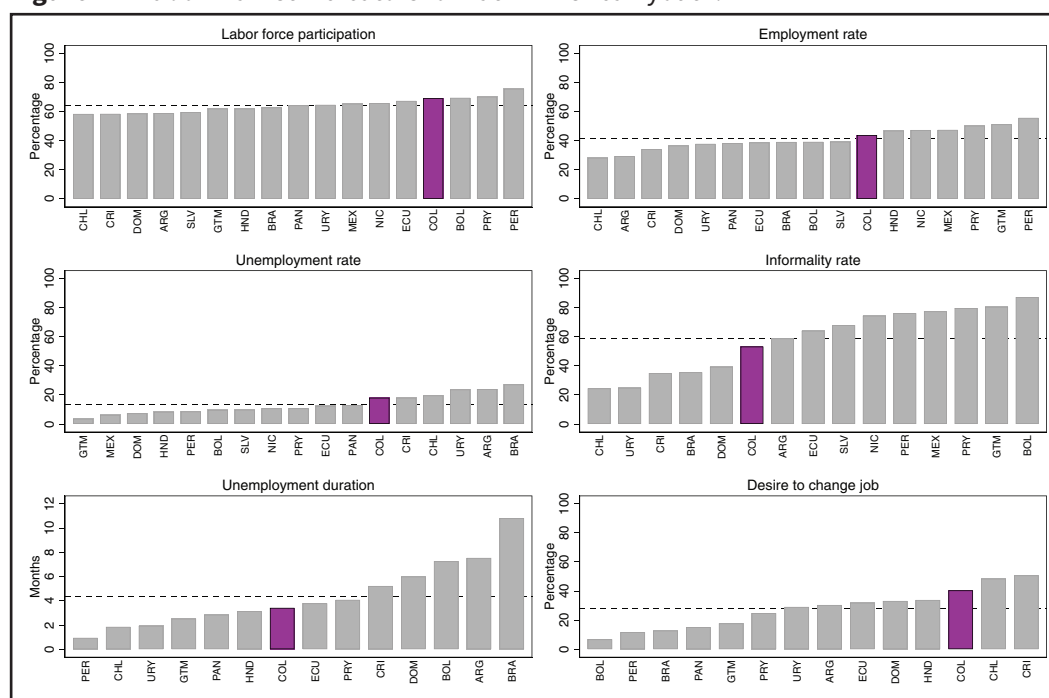 Labor force participation
Percentage
0 20 40 60 80 100
CHL CRI DOM ARG SLV GTM HND BRA PAN URY MEX NIC ECU COL BOL PRY PER
Employment rate
Percentage
0 20 40 60 80 100
CHL ARG CRI DOM URY PAN ECU BRA BOL SLV COL HND NIC MEX PRY GTM PER
Unemployment rate
Percentage
0 20 40 60 80 100
GTM MEX DOM HND PER BOL SLV NIC PRY ECU PAN COL CRI CHL URY ARG BRA
Informality rate
Percentage
0 20 40 60 80 100
CHL URY CRI BRA DOM COL ARG ECU SLV NIC PER MEX PRY GTM BOL
Unemployment duration
Months
0 2 4 6 8 10 12
PER CHL URY GTM PAN HND COL ECU PRY CRI DOM BOL ARG BRA
Desire to change job
Percentage
0 20 40 60 80 100
BOL PER BRA PAN GTM PRY URY ARG ECU DOM HND COL CHL CRI